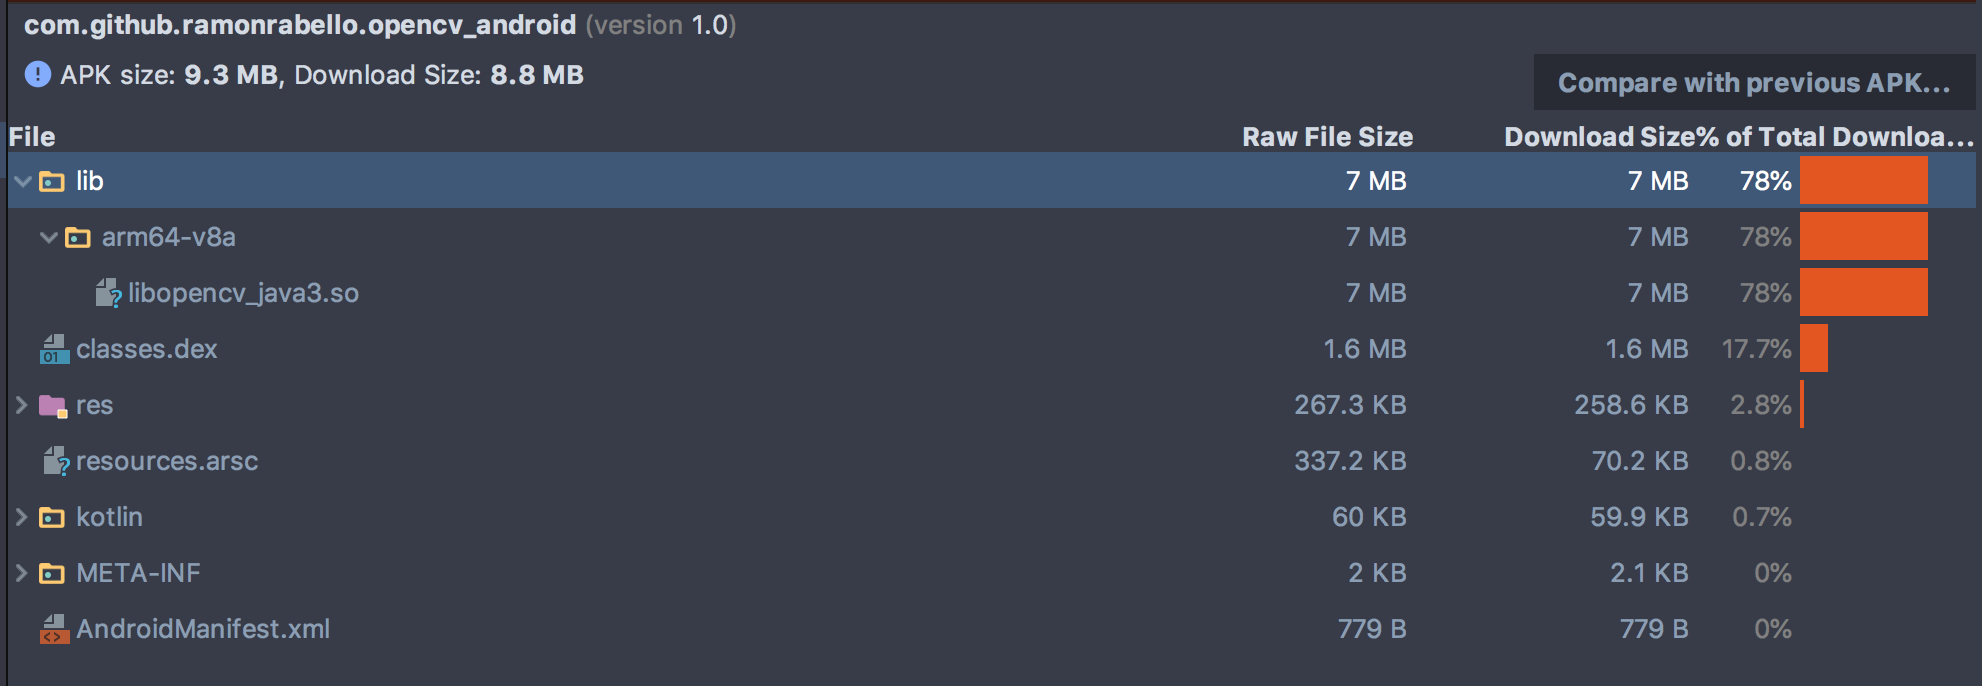 com.github.ramonrabello.opencv_android (version 1.0)
! APK size: 9.3 MB, Download Size: 8.8 MB
Compare with previous APK...
File Raw File Size Download Size % of Total Downloa...
lib 7 MB 7 MB 78%
arm64-v8a 7 MB 7 MB 78%
? libopencv_java3.so 7 MB 7 MB 78%
01 classes.dex 1.6 MB 1.6 MB 17.7%
res 267.3 KB 258.6 KB 2.8%
? resources.arsc 337.2 KB 70.2 KB 0.8%
kotlin 60 KB 59.9 KB 0.7%
META-INF 2 KB 2.1 KB 0%
<> AndroidManifest.xml 779 B 779 B 0%